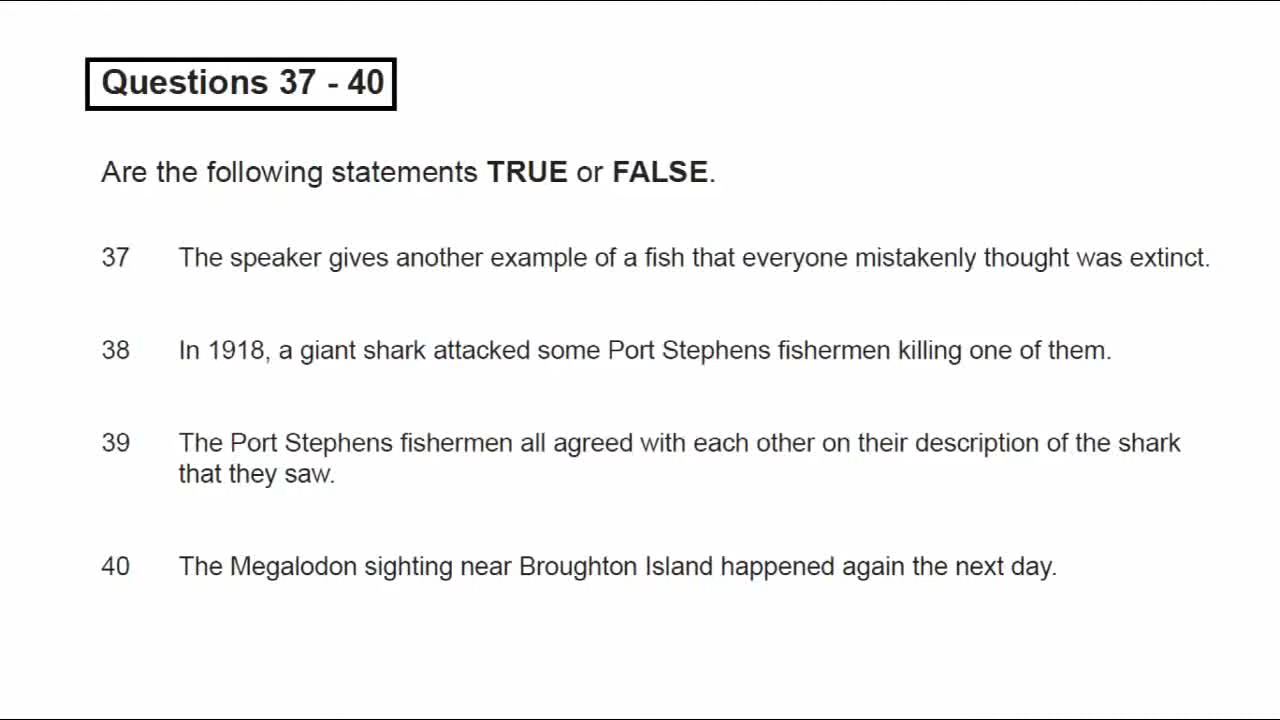 Questions 37 - 40
Are the following statements TRUE or FALSE.
37 The speaker gives another example of a fish that everyone mistakenly thought was extinct.
38 In 1918, a giant shark attacked some Port Stephens fishermen killing one of them.
39 The Port Stephens fishermen all agreed with each other on their description of the shark
that they saw.
40 The Megalodon sighting near Broughton Island happened again the next day.